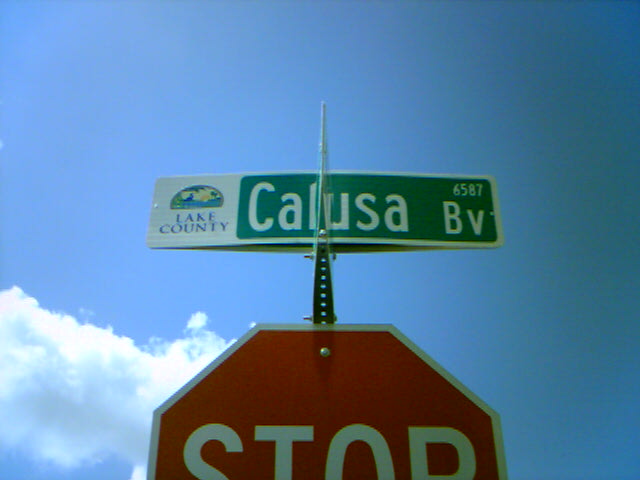 LAKE
COUNTY
Calusa Bv
6587
STOP